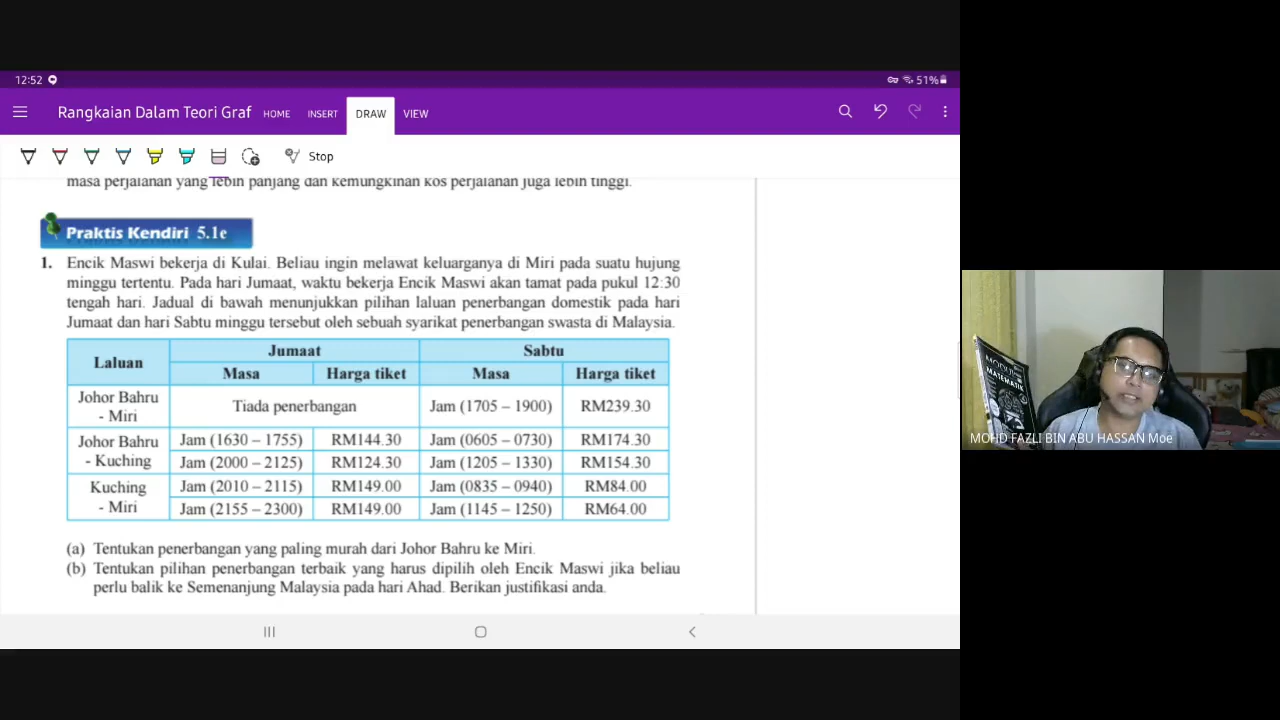 12:52
51%
Rangkaian Dalam Teori Graf
HOME
INSERT
DRAW
VIEW
Stop
masa perjalanan yang lebih panjang dan kemungkinan kos perjalanan juga lebih tinggi.
Praktis Kendiri 5.1e
1. Encik Maswi bekerja di Kulai. Beliau ingin melawat keluarganya di Miri pada suatu hujung
minggu tertentu. Pada hari Jumaat, waktu bekerja Encik Maswi akan tamat pada pukul 12:30
tengah hari. Jadual di bawah menunjukkan pilihan laluan penerbangan domestik pada hari
Jumaat dan hari Sabtu minggu tersebut oleh sebuah syarikat penerbangan swasta di Malaysia.
Laluan Jumaat Sabtu
Masa Harga tiket Masa Harga tiket
Johor Bahru
- Miri
Tiada penerbangan Jam (1705 – 1900) RM239.30
Johor Bahru
- Kuching
Jam (1630 – 1755) RM144.30 Jam (0605 – 0730) RM174.30
Jam (2000 – 2125) RM124.30 Jam (1205 – 1330) RM154.30
Kuching
- Miri
Jam (2010 – 2115) RM149.00 Jam (0835 – 0940) RM84.00
Jam (2155 – 2300) RM149.00 Jam (1145 – 1250) RM64.00
(a) Tentukan penerbangan yang paling murah dari Johor Bahru ke Miri.
(b) Tentukan pilihan penerbangan terbaik yang harus dipilih oleh Encik Maswi jika beliau
perlu balik ke Semenanjung Malaysia pada hari Ahad. Berikan justifikasi anda.
MATEMATIK
MOHD FAZLI BIN ABU HASSAN Moe